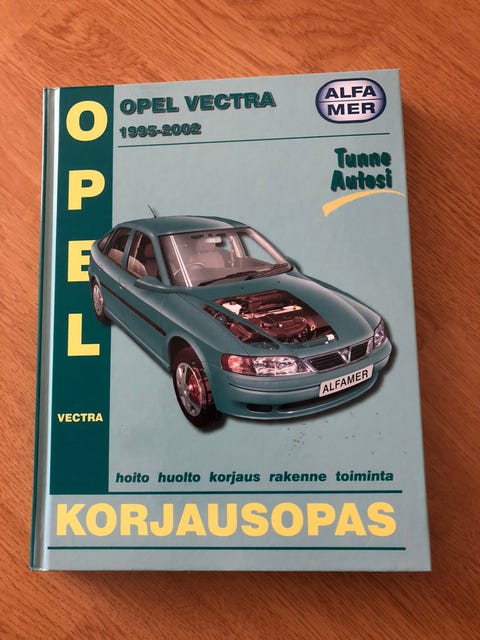 OPEL
OPEL VECTRA
1995-2002
ALFA
MER
Tunne
Autosi
ALFAMER
VECTRA
hoito huolto korjaus rakenne toiminta
KORJAUSOPAS